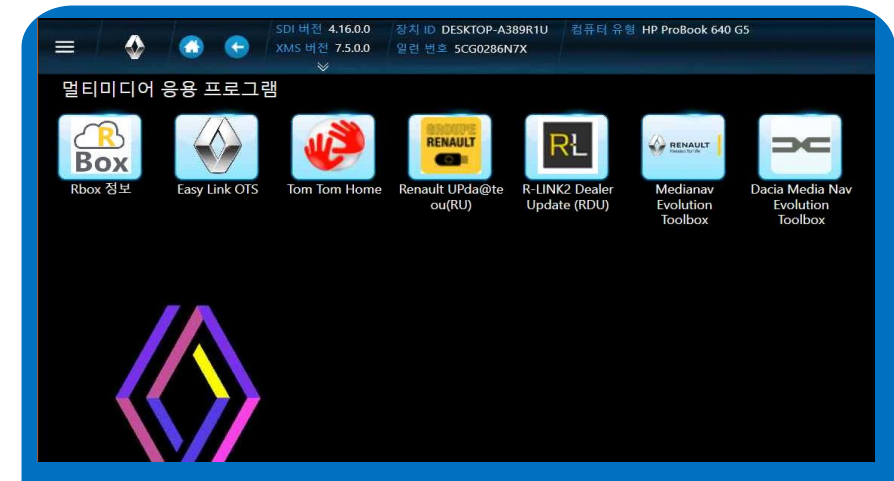 SDI 버전 4.16.0.0 장치 ID DESKTOP-A389R1U 컴퓨터 유형 HP ProBook 640 G5
XMS 버전 7.5.0.0 일련 번호 5CG0286N7X
멀티미디어 응용 프로그램
R
Box
GROUPE
RENAULT
RL
RENAULT
Rbox 정보
Easy Link OTS
Tom Tom Home
Renault UPda@te
ou(RU)
R-LINK2 Dealer
Update (RDU)
Medianav
Evolution
Toolbox
Dacia Media Nav
Evolution
Toolbox